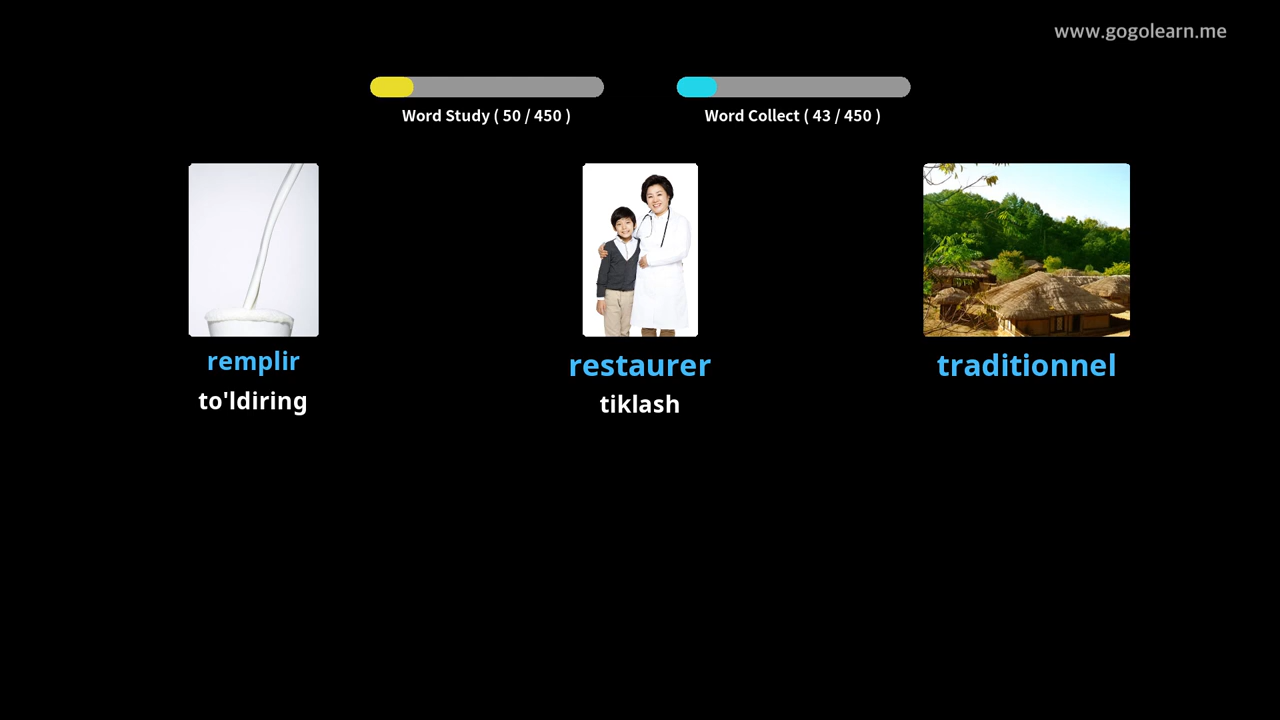 www.gogolearn.me
Word Study ( 50 / 450 )
Word Collect ( 43 / 450 )
remplir
to'ldiring
restaurer
tiklash
traditionnel